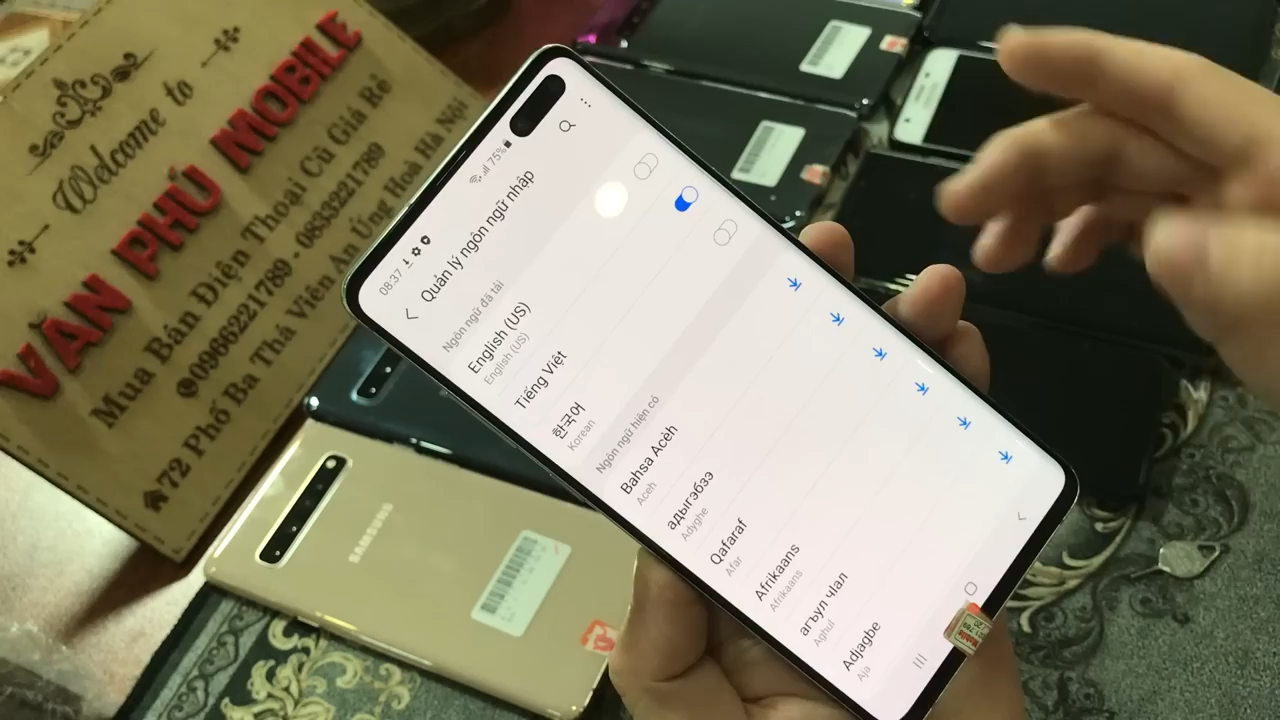 Welcome to
VĂN PHÚ MOBILE
Mua Bán Điện Thoại Cũ Giá Rẻ
0966221789 - 0833221789
72 Phố Ba Thá Viên An Ứng Hoà Hà Nội
08:37
75%
Quản lý ngôn ngữ nhập
Ngôn ngữ đã tải
English (US)
English (US)
Tiếng Việt
한국어
Korean
Ngôn ngữ hiện có
Bahsa Acèh
Aceh
адыгэбзэ
Adyghe
Qafaraf
Afar
Afrikaans
Afrikaans
агъул чӏал
Aghul
Adjagbe
Aja
SAMSUNG
Mobile